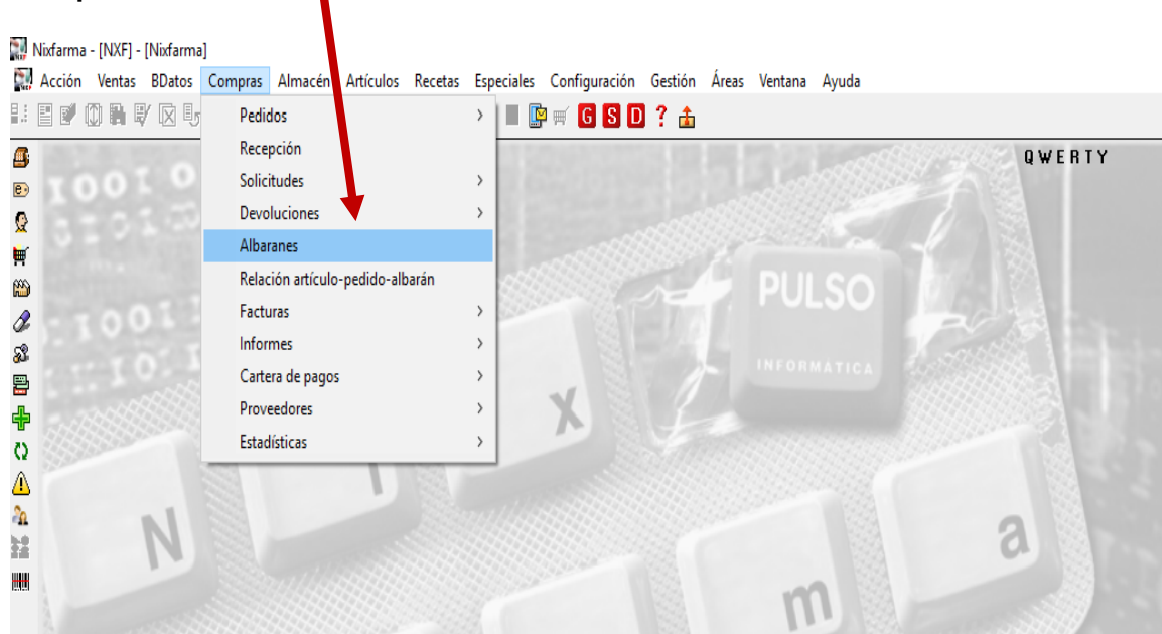 Nixfarma - [NXF] - [Nixfarma]
Acción Ventas BDatos Compras Almacén Artículos Recetas Especiales Configuración Gestión Áreas Ventana Ayuda
G S D ?
Pedidos
Recepción
Solicitudes
Devoluciones
Albaranes
Relación artículo-pedido-albarán
Facturas
Informes
Cartera de pagos
Proveedores
Estadísticas
QWERTY
PULSO
INFORMATICA
N
i
x
a
m